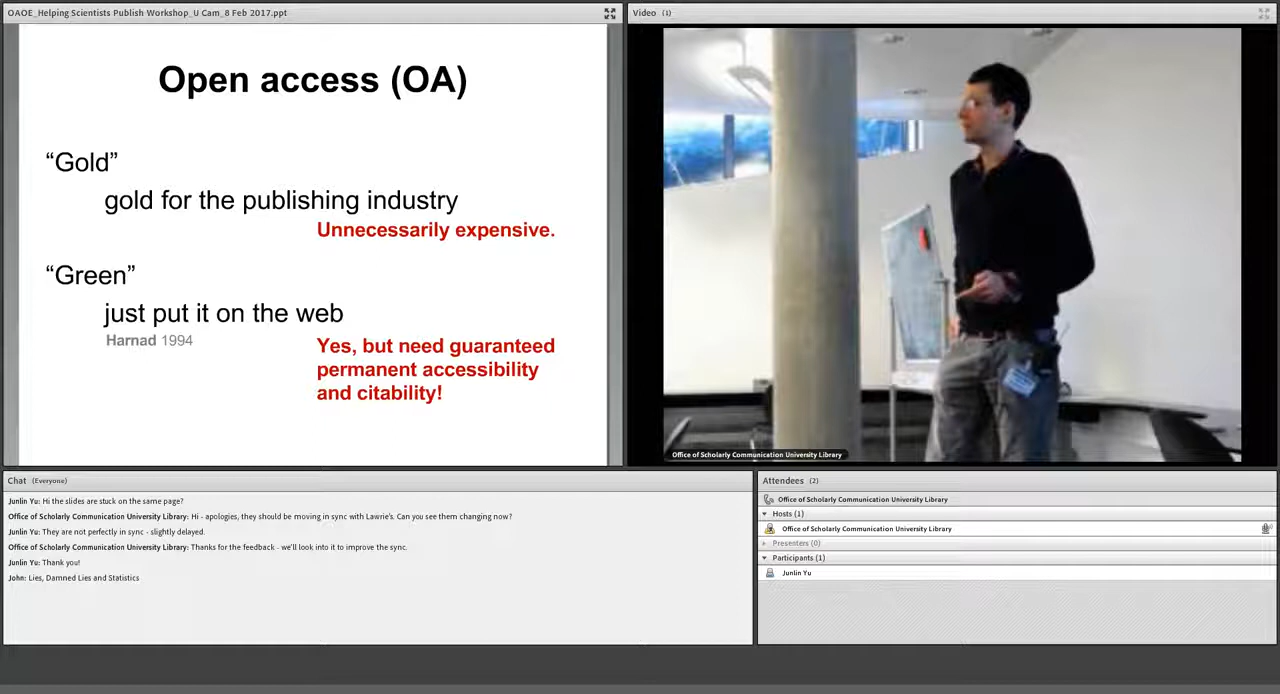 OAOE_Helping Scientists Publish Workshop_U Cam_8 Feb 2017.ppt
Open access (OA)
“Gold”
gold for the publishing industry
Unnecessarily expensive.
“Green”
just put it on the web
Harnad 1994
Yes, but need guaranteed
permanent accessibility
and citability!
Video (1)
Office of Scholarly Communication University Library
Chat (Everyone)
Junlin Yu: Hi the slides are stuck on the same page?
Office of Scholarly Communication University Library: Hi - apologies, they should be moving in sync with Lawrie's. Can you see them changing now?
Junlin Yu: They are not perfectly in sync - slightly delayed.
Office of Scholarly Communication University Library: Thanks for the feedback - we'll look into it to improve the sync.
Junlin Yu: Thank you!
John: Lies, Damned Lies and Statistics
Attendees (2)
Office of Scholarly Communication University Library
Hosts (1)
Office of Scholarly Communication University Library
Presenters (0)
Participants (1)
Junlin Yu